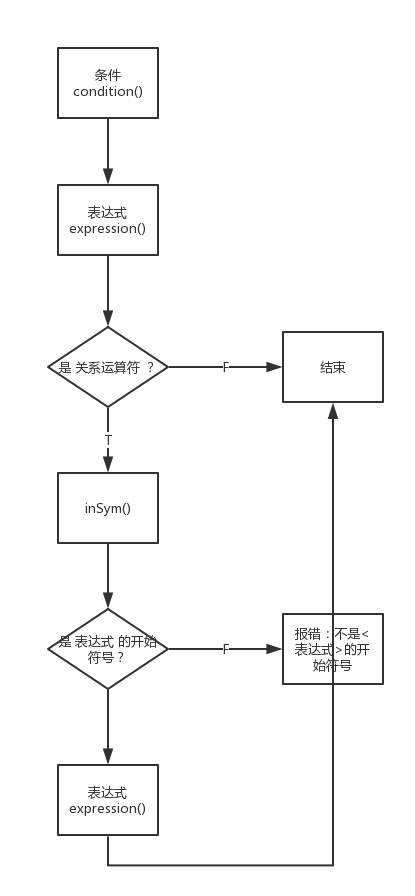 条件
condition()
表达式
expression()
是 关系运算符 ？
F
结束
T
inSym()
是 表达式 的开始
符号？
F
报错：不是<
表达式>的开
始符号
表达式
expression()